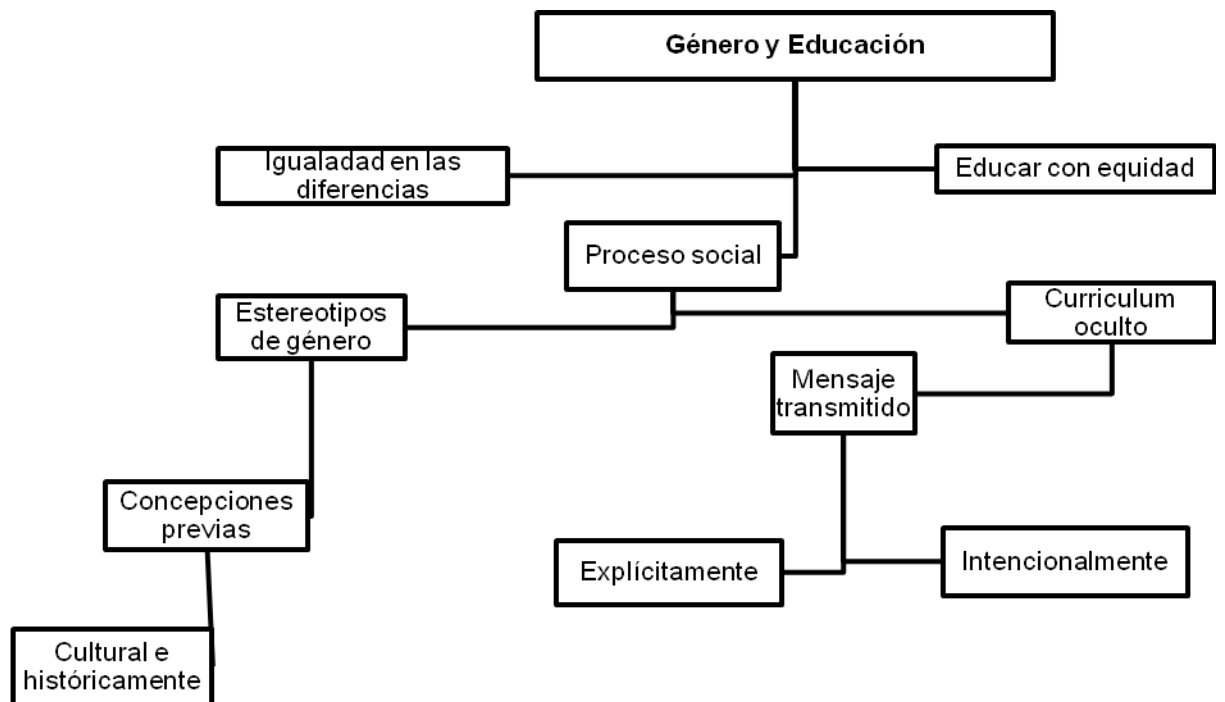 Género y Educación
Igualadad en las
diferencias
Educar con equidad
Proceso social
Estereotipos
de género
Curriculum
oculto
Mensaje
transmitido
Concepciones
previas
Explícitamente
Intencionalmente
Cultural e
históricamente